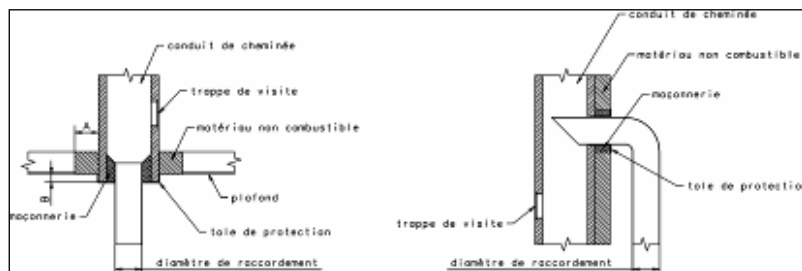 conduit de cheminée
trappe de visite
A
matériau non combustible
B
plafond
maçonnerie
tole de protection
diamètre de raccordement
conduit de cheminée
matériau non combustible
maçonnerie
tole de protection
trappe de visite
diamètre de raccordement